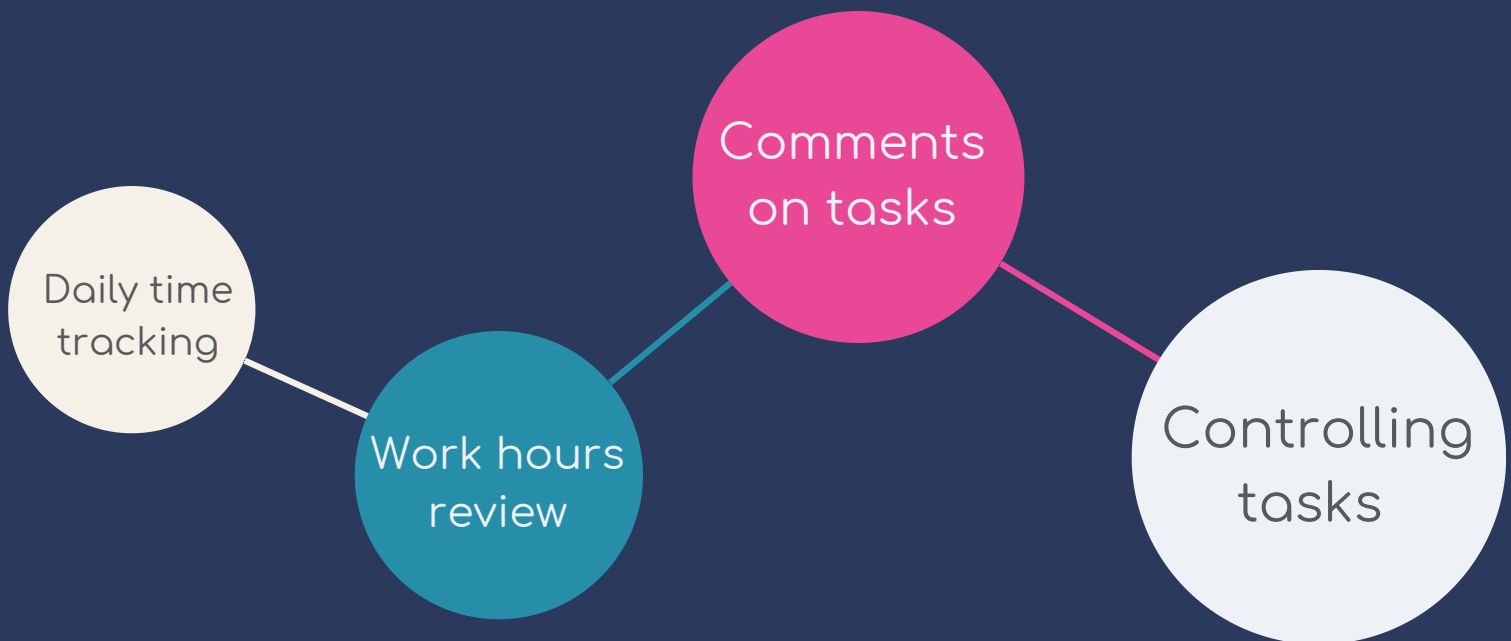 Daily time
tracking
Work hours
review
Comments
on tasks
Controlling
tasks